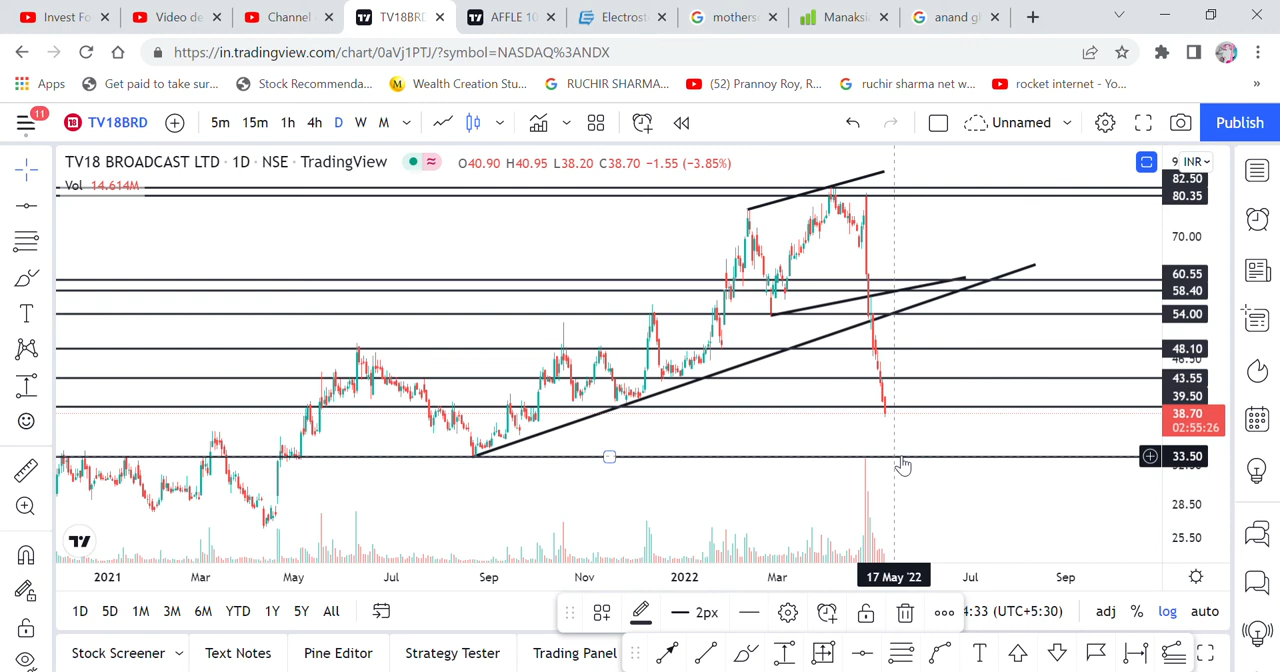 Invest Fo
Video de
Channel
TV18BRD
AFFLE 10
Electrost
mothers
Manaksi
anand gl
https://in.tradingview.com/chart/0aVj1PTJ/?symbol=NASDAQ%3ANDX
Apps
Get paid to take sur...
Stock Recommenda...
M
Wealth Creation Stu...
RUCHIR SHARMA...
(52) Prannoy Roy, R...
ruchir sharma net w...
rocket internet - Yo...
»
11
18
TV18BRD
5m
15m
1h
4h
D
W
M
Unnamed
Publish
TV18 BROADCAST LTD · 1D · NSE · TradingView
O40.90 H40.95 L38.20 C38.70 −1.55 (−3.85%)
Vol 14.614M
INR
82.50
80.35
70.00
60.55
58.40
54.00
48.10
43.55
39.50
38.70
02:55:26
33.50
28.50
25.50
2021
Mar
May
Jul
Sep
Nov
2022
Mar
17 May '22
Jul
Sep
1D
5D
1M
3M
6M
YTD
1Y
5Y
All
2px
4:33 (UTC+5:30)
adj
%
log
auto
Stock Screener
Text Notes
Pine Editor
Strategy Tester
Trading Panel